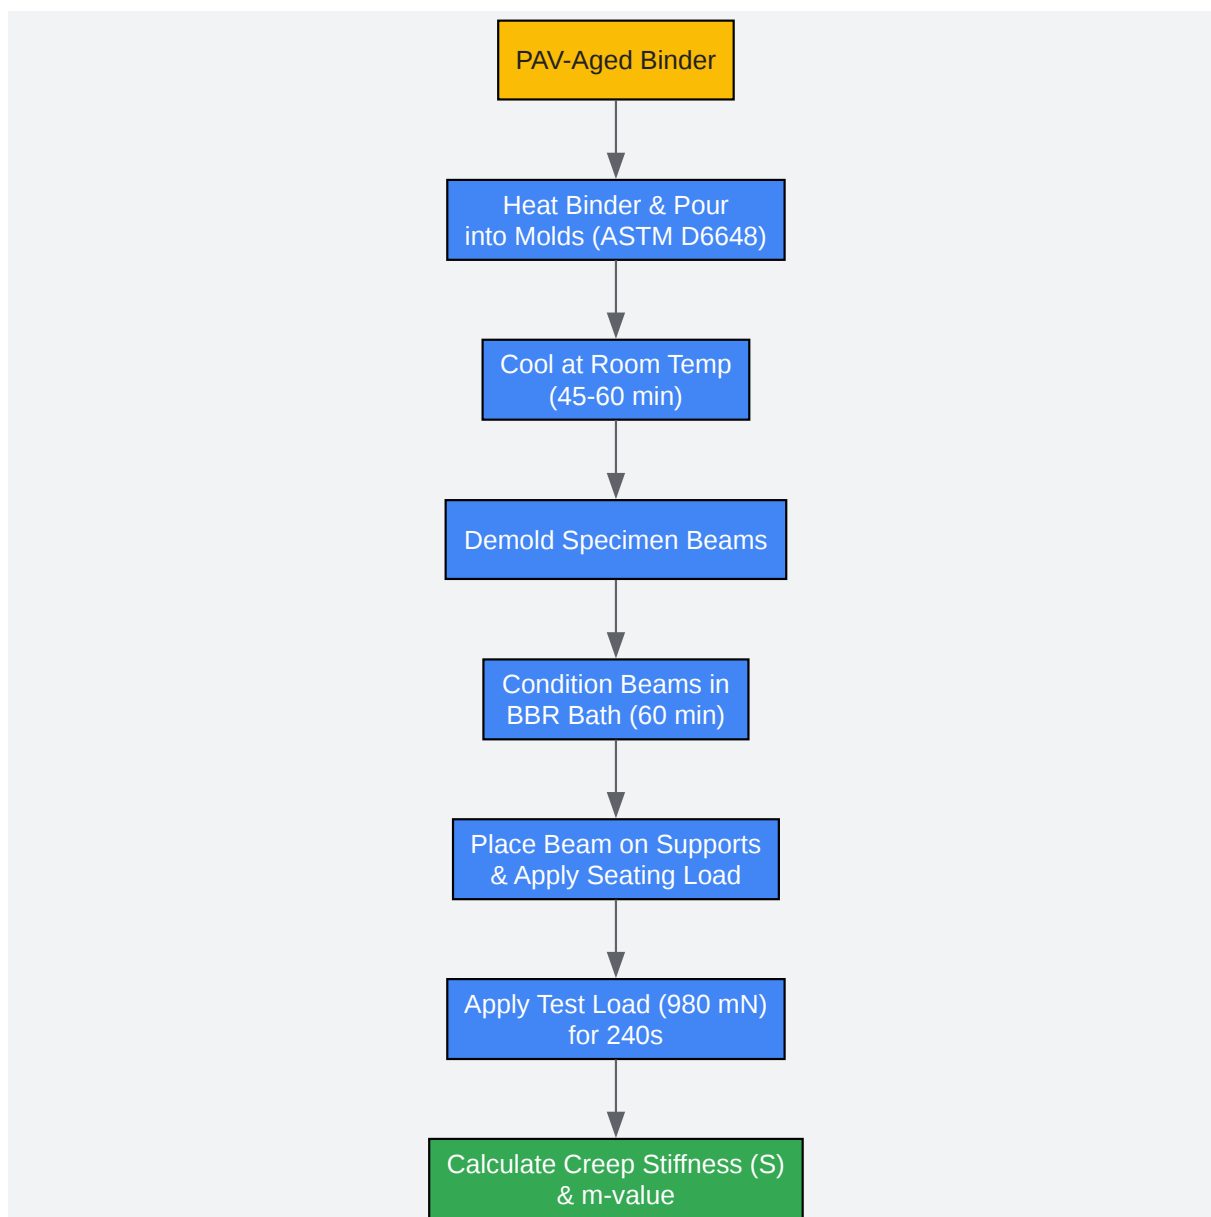 PAV-Aged Binder
Heat Binder & Pour
into Molds (ASTM D6648)
Cool at Room Temp
(45-60 min)
Demold Specimen Beams
Condition Beams in
BBR Bath (60 min)
Place Beam on Supports
& Apply Seating Load
Apply Test Load (980 mN)
for 240s
Calculate Creep Stiffness (S)
& m-value